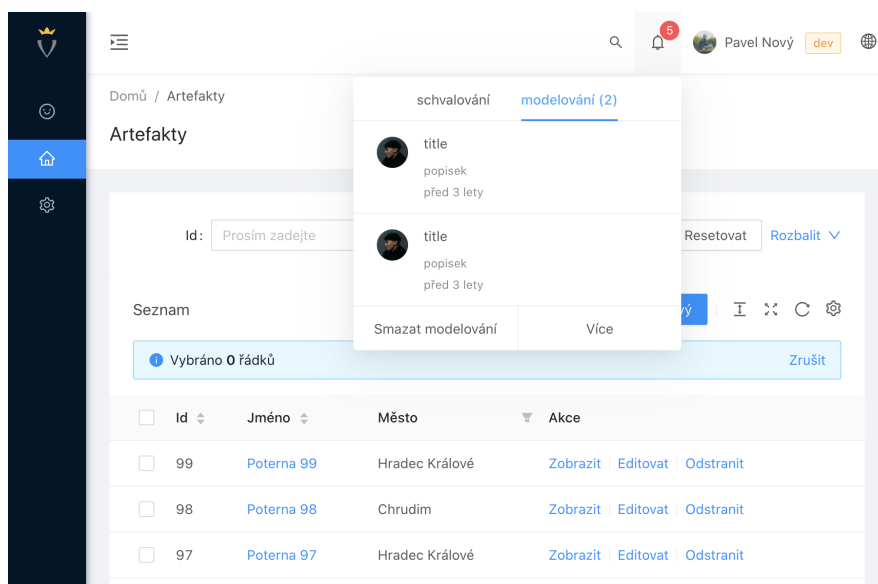 5
Pavel Nový
dev
Domů / Artefakty
Artefakty
schvalování
modelování (2)
title
popisek
před 3 lety
title
popisek
před 3 lety
Smazat modelování
Více
Id:
Prosím zadejte
Resetovat
Rozbalit
Seznam
vý
Vybráno 0 řádků
Zrušit
Id Jméno Město Akce
99 Poterna 99 Hradec Králové Zobrazit Editovat Odstranit
98 Poterna 98 Chrudim Zobrazit Editovat Odstranit
97 Poterna 97 Hradec Králové Zobrazit Editovat Odstranit